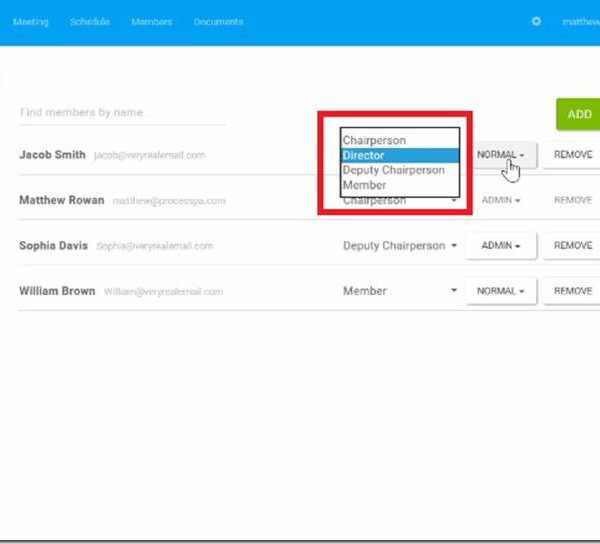 Meeting Schedule Members Documents matthew
Find members by name...
ADD
Chairperson
Jacob Smith jacob@veryrealemail.com Director NORMAL REMOVE
Deputy Chairperson
Member
Matthew Rowan matthew@processpa.com Chairperson ADMIN REMOVE
Sophia Davis Sophia@veryrealemail.com Deputy Chairperson ADMIN REMOVE
William Brown William@veryrealemail.com Member NORMAL REMOVE